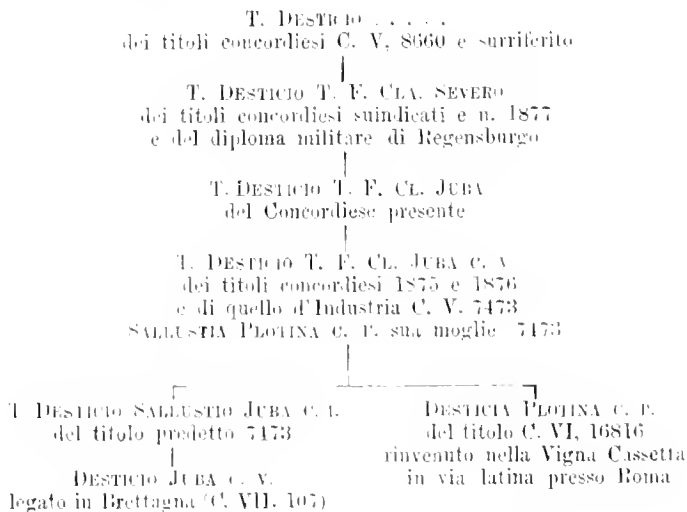 T. DESTICIO . . . . .
dei titoli concordiesi C. V, 8660 e surriferito
T. DESTICIO T. F. CLA. SEVERO
dei titoli concordiesi suindicati e n. 1877
e del diploma militare di Regensburgo
T. DESTICIO T. F. CL. JUBA
del Concordiese presente
T. DESTICIO T. F. CL. JUBA C. V.
dei titoli concordiesi 1875 e 1876
e di quello d'Industria C. V. 7473
SALLUSTIA PLOTINA C. F. sua moglie 7473
T. DESTICIO SALLUSTIO JUBA C. I.
del titolo predetto 7473
DESTICIA PLOTINA C. P.
del titolo C. VI, 16816
rinvenuto nella Vigna Cassetta
in via latina presso Roma
DESTICIO JUBA C. V.
legato in Brettagna (C. VII. 107)